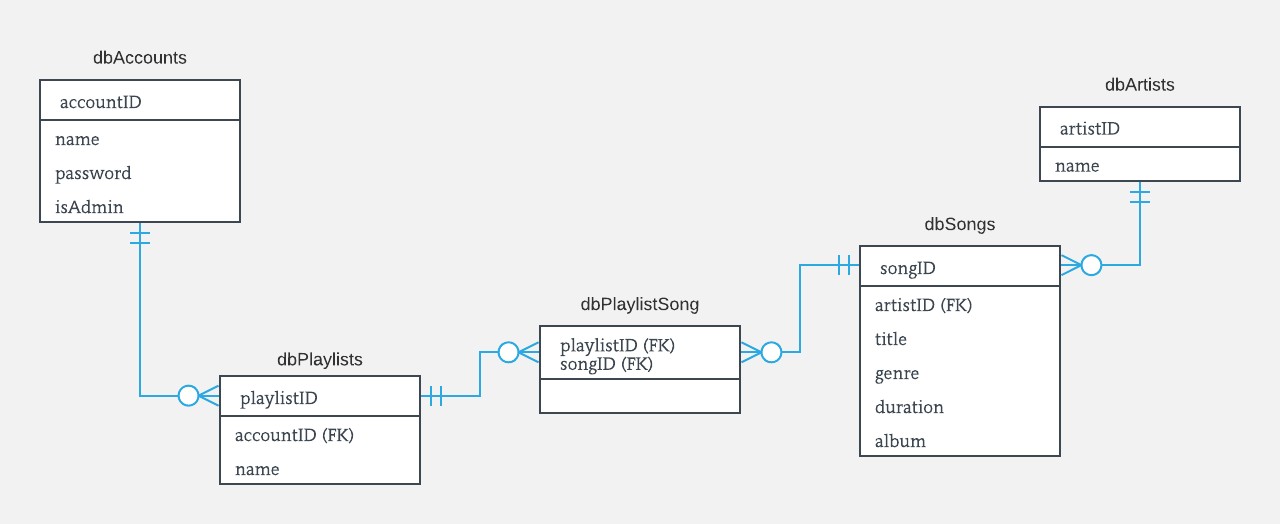 dbAccounts
accountID
name
password
isAdmin
dbPlaylists
playlistID
accountID (FK)
name
dbPlaylistSong
playlistID (FK)
songID (FK)
dbSongs
songID
artistID (FK)
title
genre
duration
album
dbArtists
artistID
name